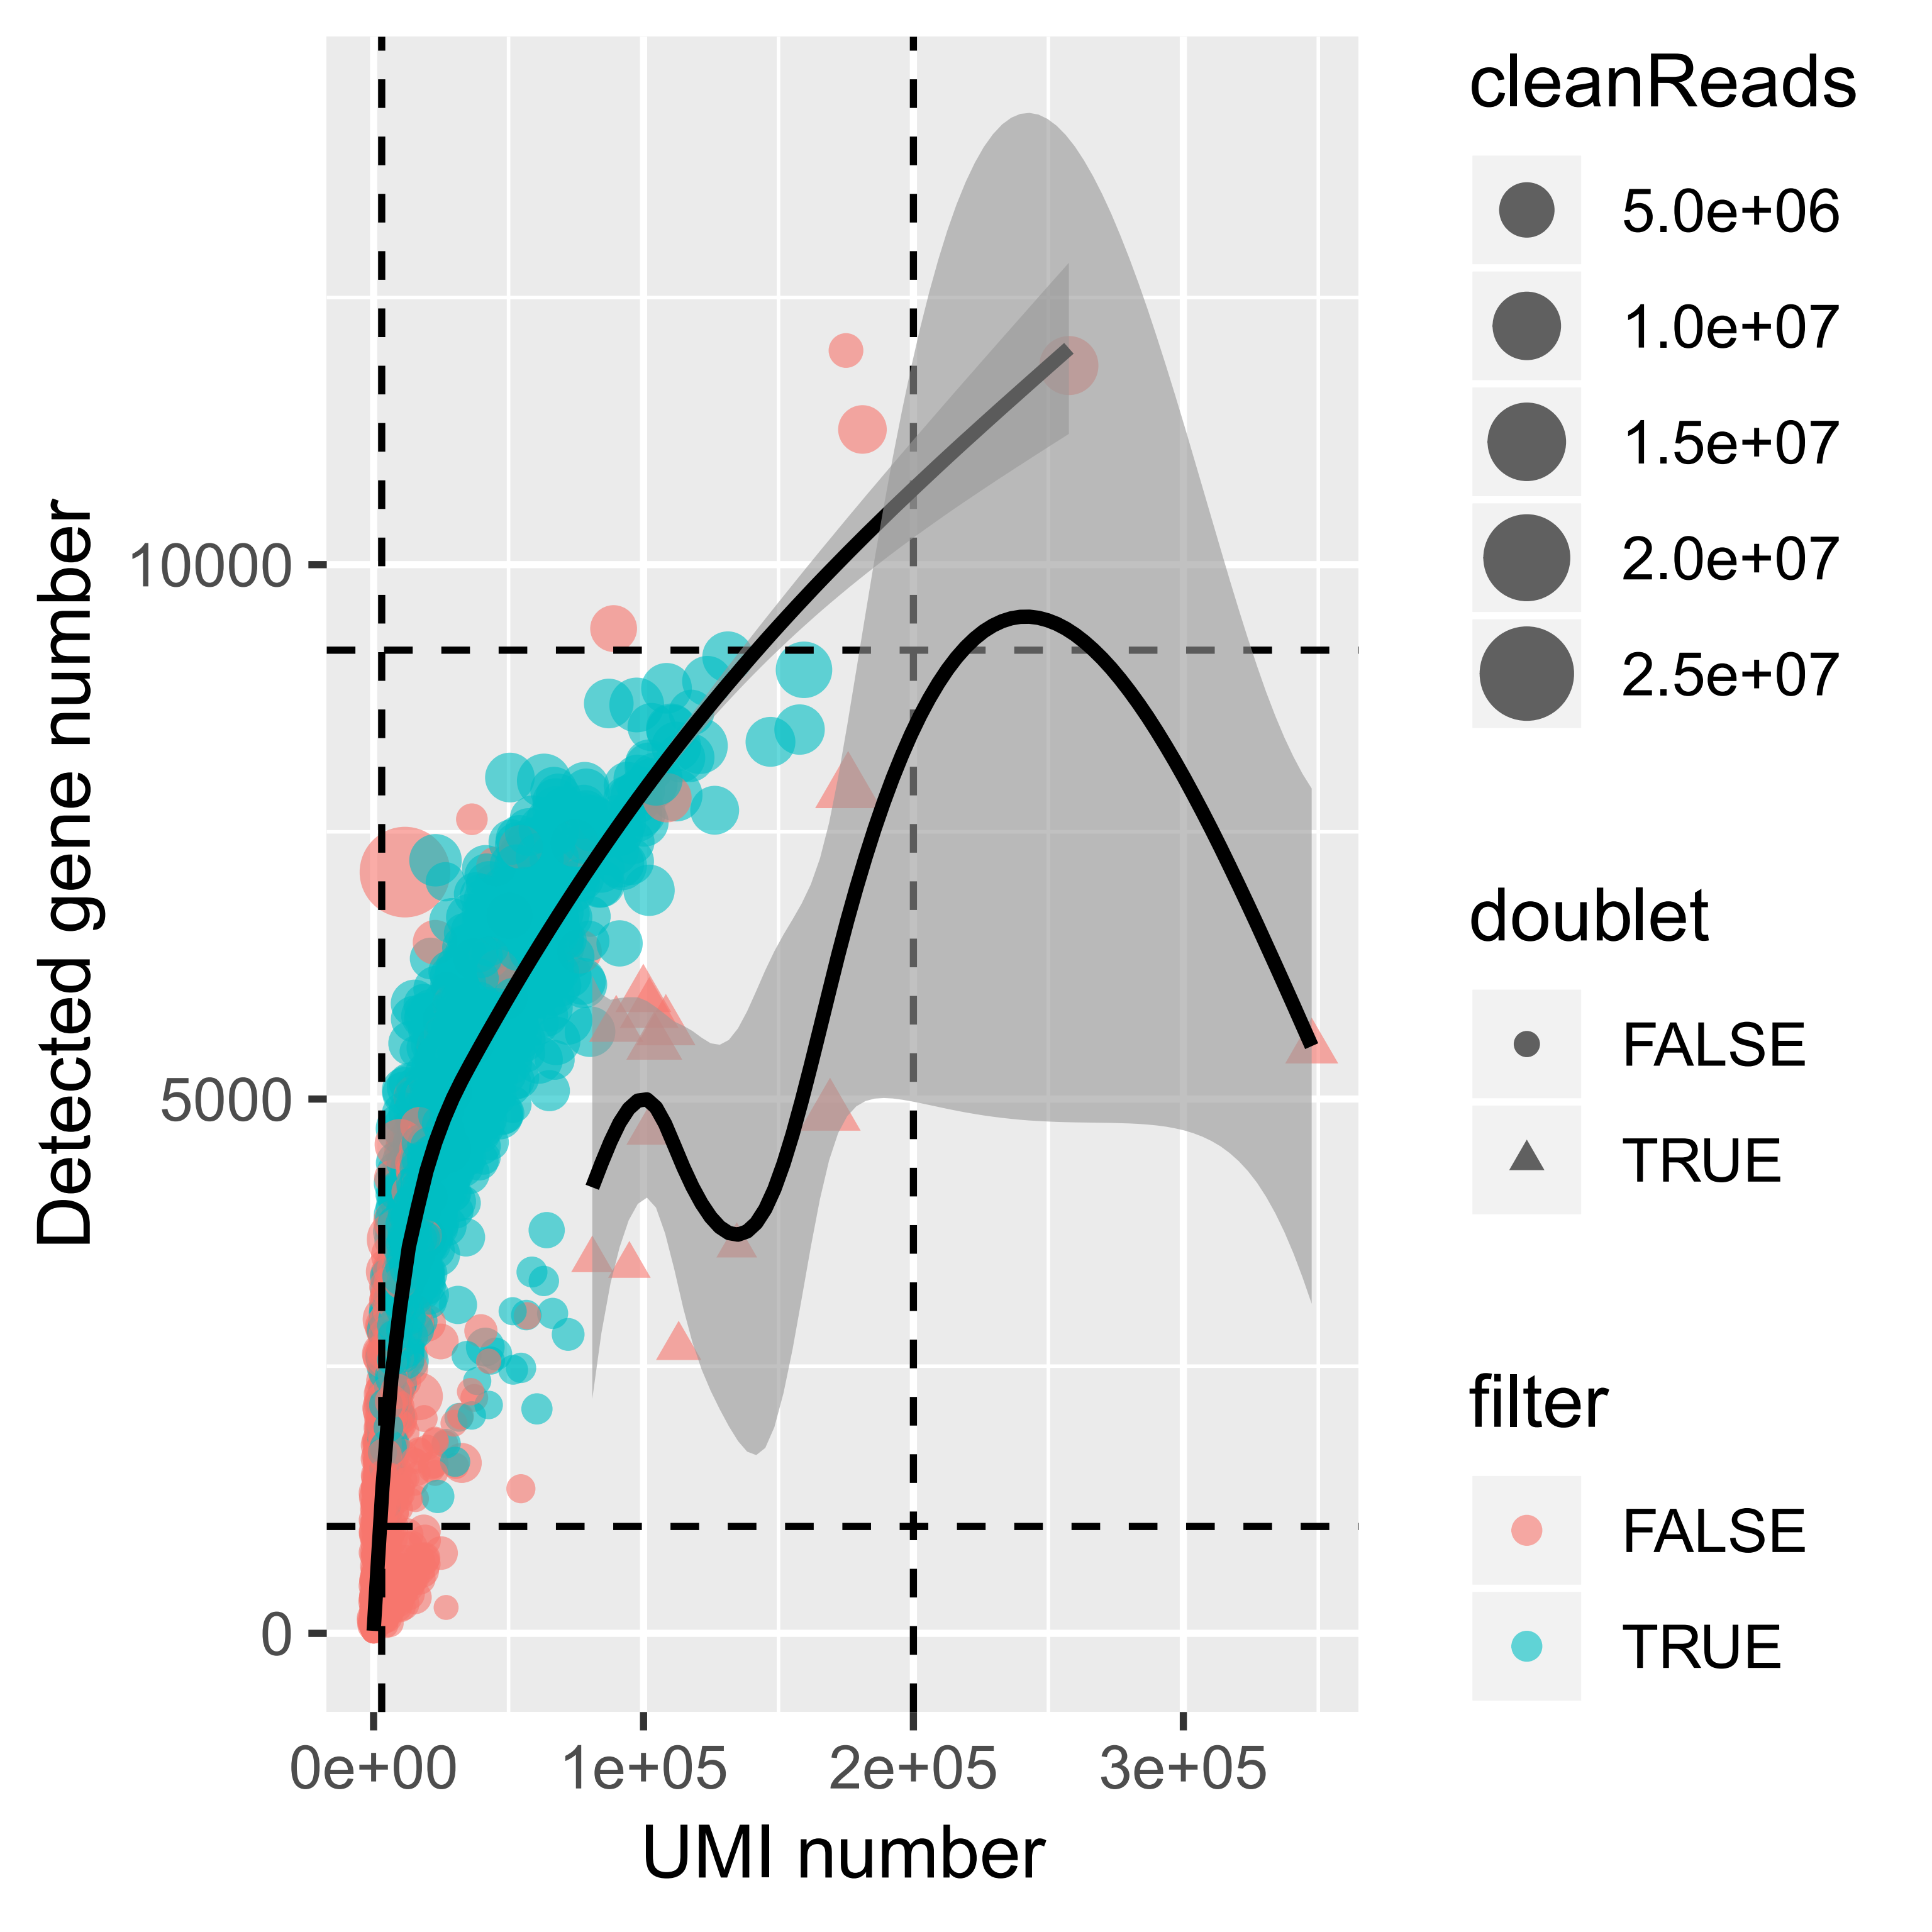 Detected gene number
10000
5000
0
0e+00
1e+05
2e+05
3e+05
UMI number
cleanReads
5.0e+06
1.0e+07
1.5e+07
2.0e+07
2.5e+07
doublet
FALSE
TRUE
filter
FALSE
TRUE